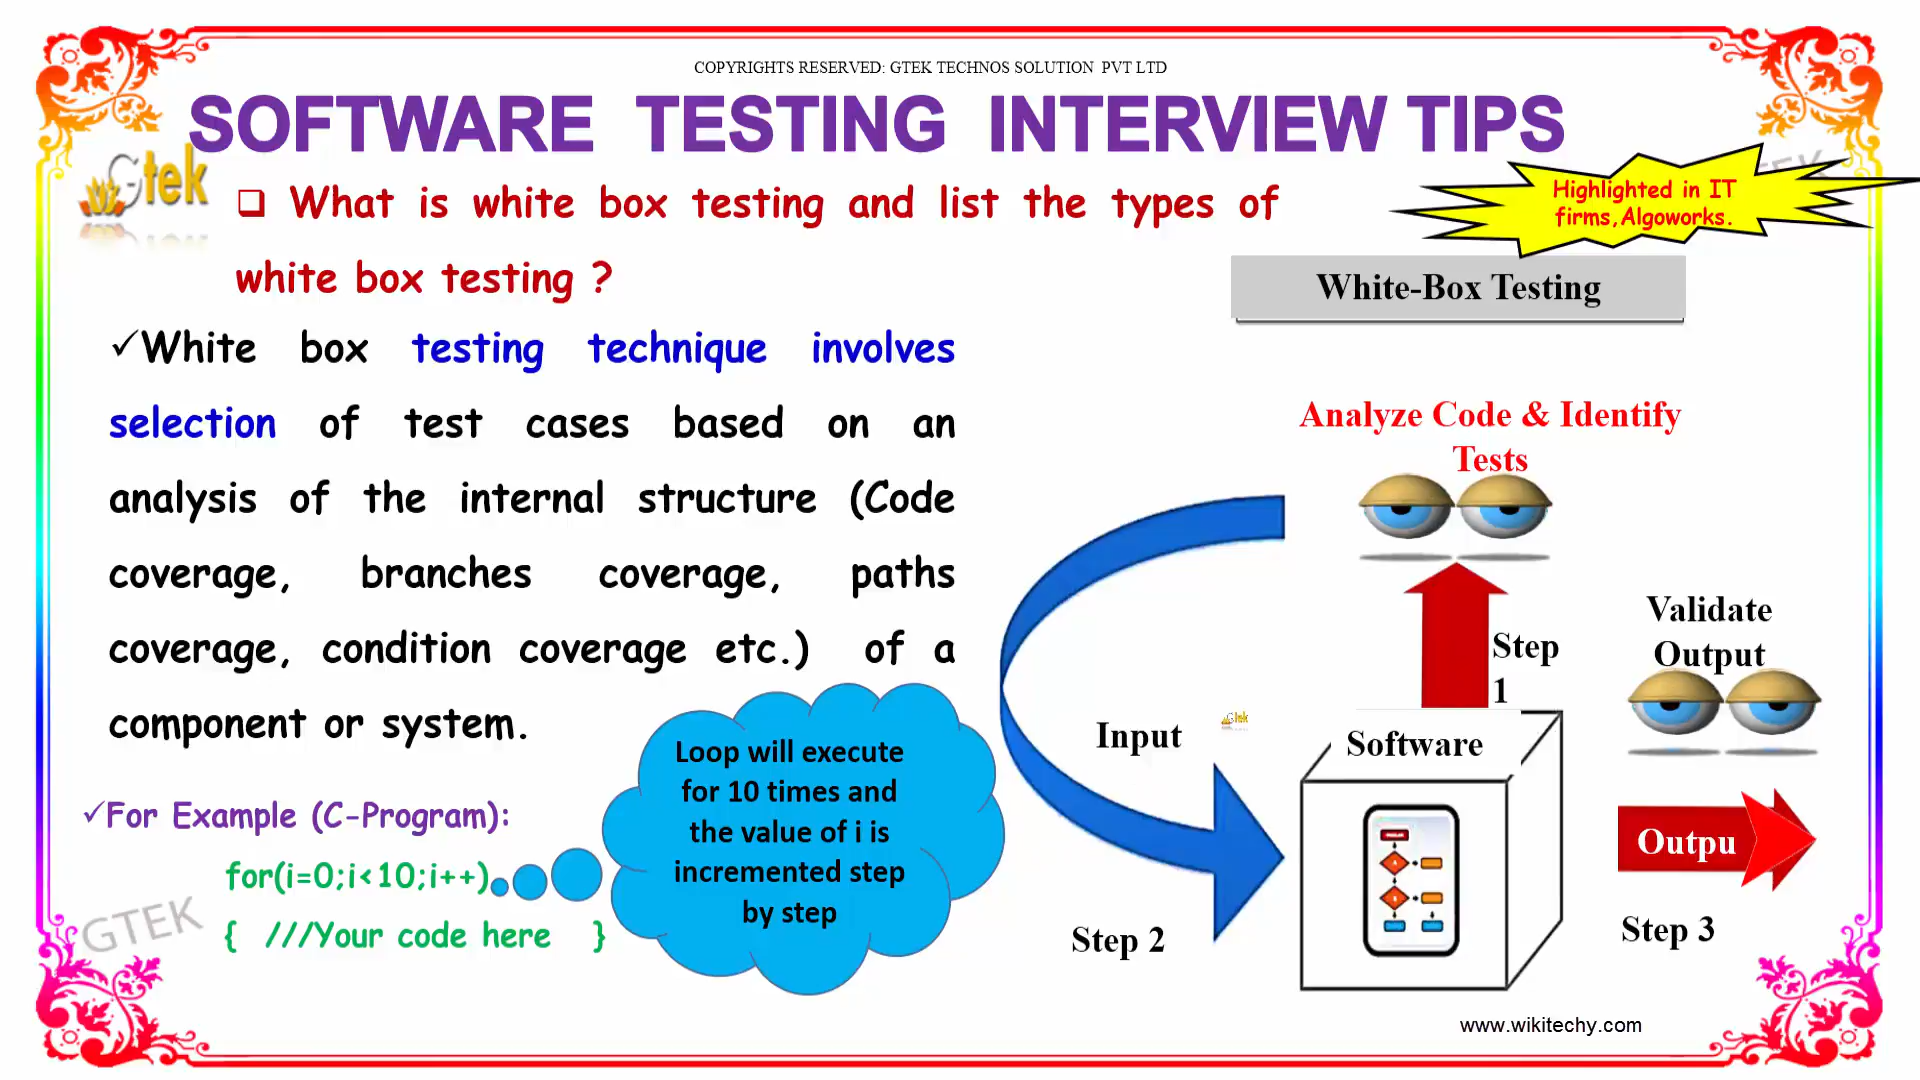 COPYRIGHTS RESERVED: GTEK TECHNOS SOLUTION PVT LTD
SOFTWARE TESTING INTERVIEW TIPS
Gtek
❑ What is white box testing and list the types of
white box testing ?
Highlighted in IT
firms,Algoworks.
White-Box Testing
✓White box testing technique involves
selection of test cases based on an
analysis of the internal structure (Code
coverage, branches coverage, paths
coverage, condition coverage etc.) of a
component or system.
✓For Example (C-Program):
for(i=0;i<10;i++)
{ ///Your code here }
GTEK
Loop will execute
for 10 times and
the value of i is
incremented step
by step
Analyze Code & Identify
Tests
Step
1
Validate
Output
Input
Gtek
Software
Outpu
Step 2
Step 3
www.wikitechy.com